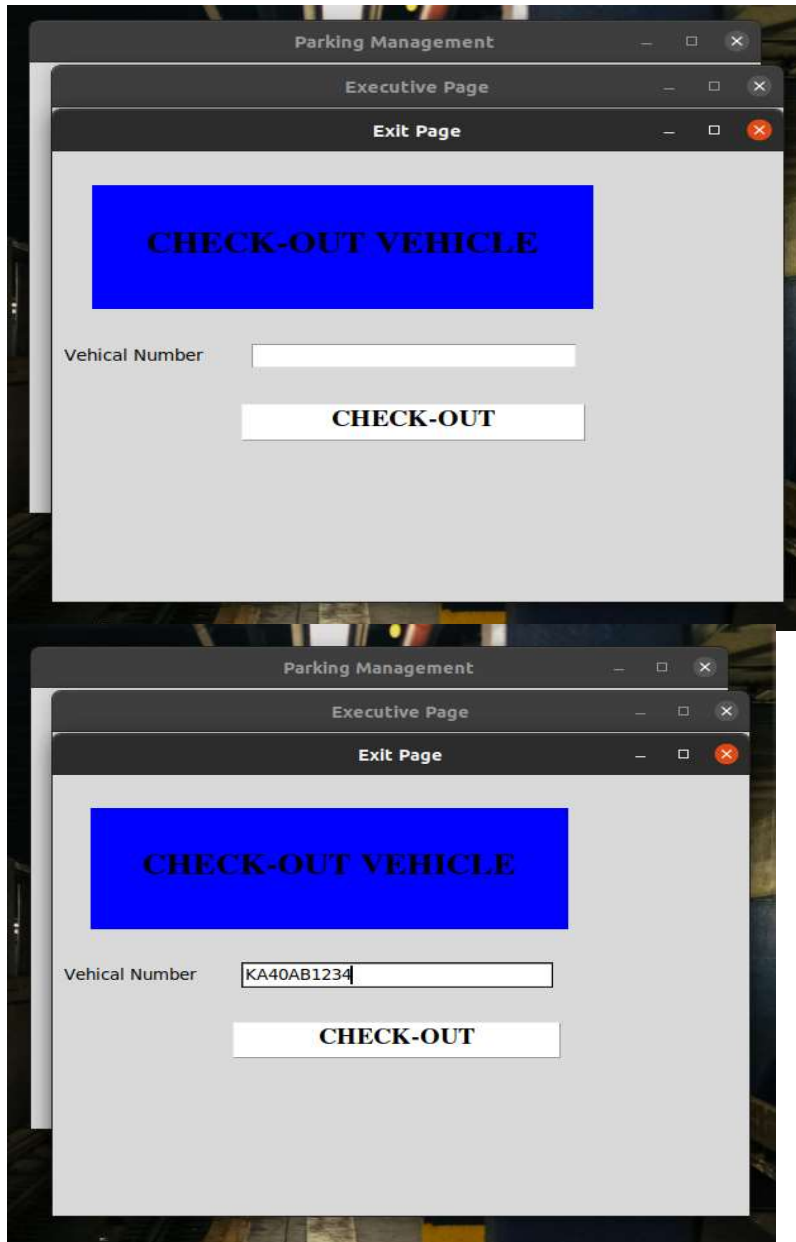 Parking Management
Executive Page
Exit Page
CHECK-OUT VEHICLE
Vehical Number
CHECK-OUT
Parking Management
Executive Page
Exit Page
CHECK-OUT VEHICLE
Vehical Number KA40AB1234
CHECK-OUT